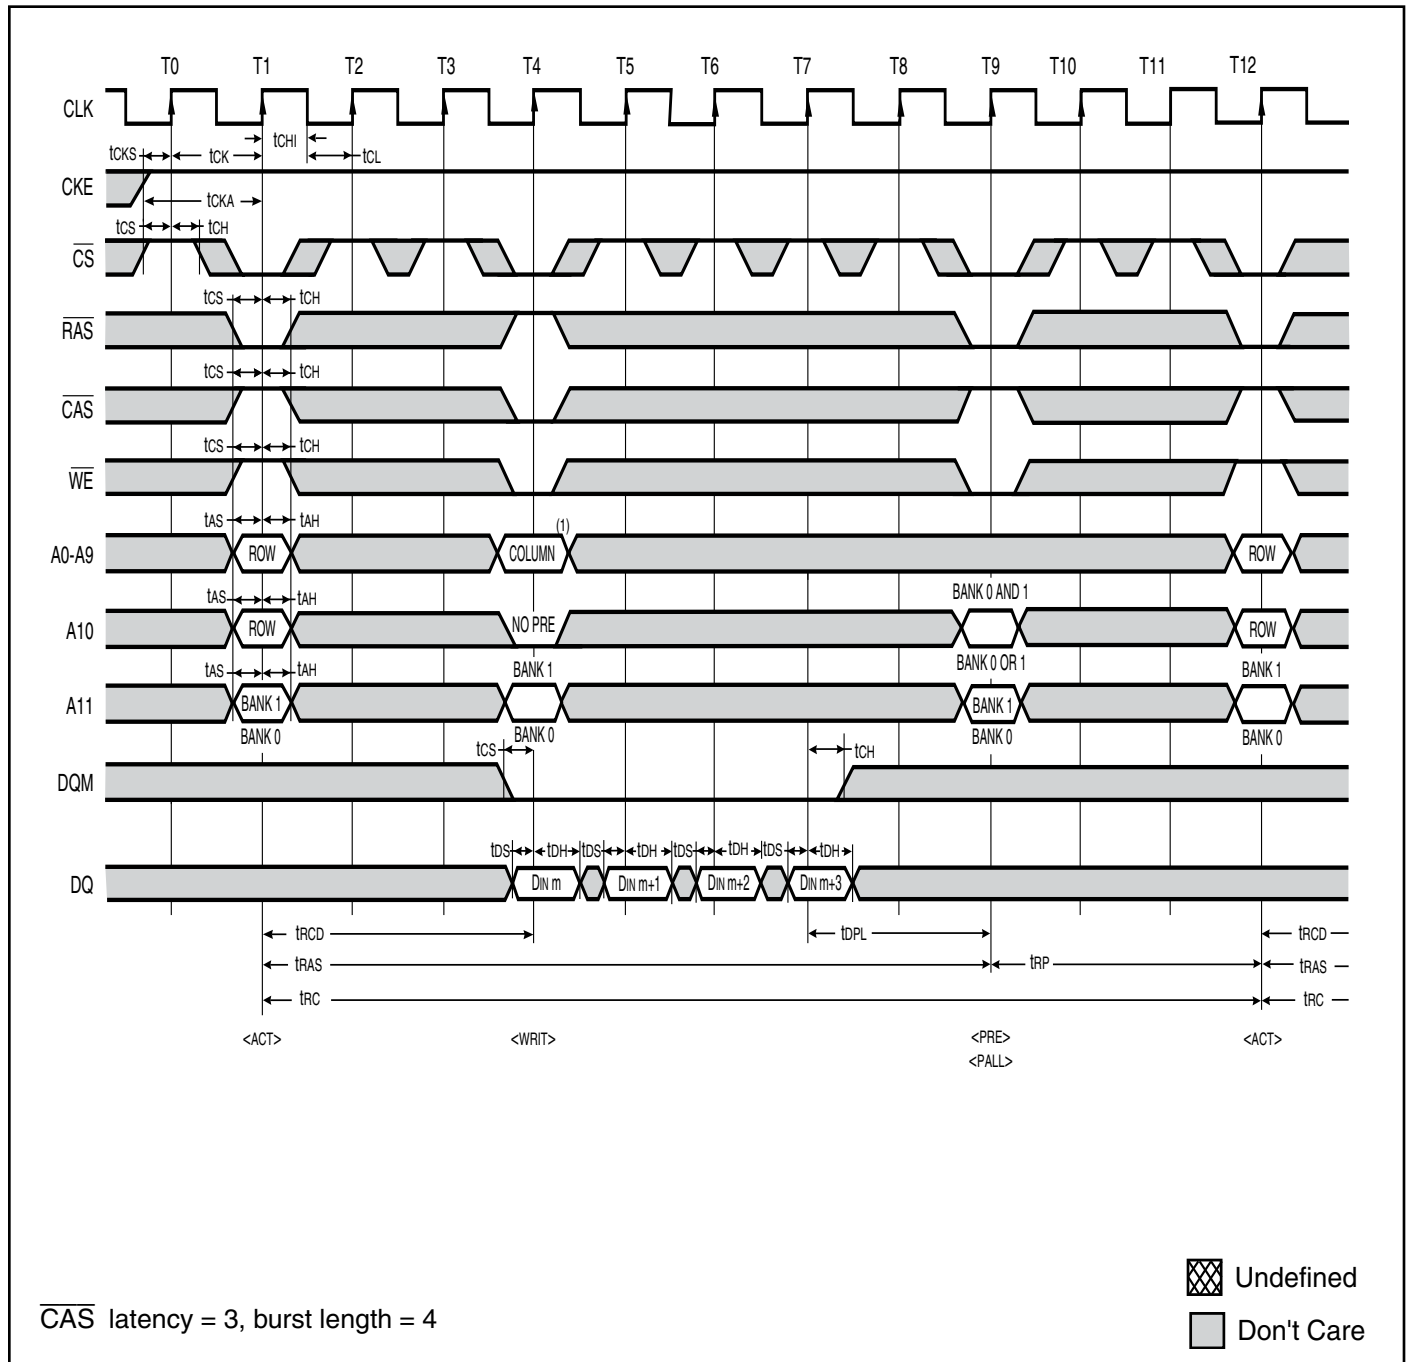 T0 T1 T2 T3 T4 T5 T6 T7 T8 T9 T10 T11 T12
CLK
tCHI
tCKS tCK tCL
CKE
tCKA
tCS tCH
CS
tCS tCH
RAS
tCS tCH
CAS
tCS tCH
WE
tAS tAH (1)
A0-A9 ROW COLUMN ROW
tAS tAH BANK 0 AND 1
A10 ROW NO PRE ROW
tAS tAH BANK 1 BANK 0 OR 1 BANK 1
A11 BANK 1 BANK 1
BANK 0 BANK 0 BANK 0 BANK 0
tCS tCH
DQM
tDS tDH tDS tDH tDS tDH tDS tDH
DQ DIN m DIN m+1 DIN m+2 DIN m+3
tRCD tDPL tRCD
tRAS tRP tRAS
tRC tRC
<ACT> <WRIT> <PRE> <ACT>
<PALL>
Undefined
CAS latency = 3, burst length = 4
Don't Care